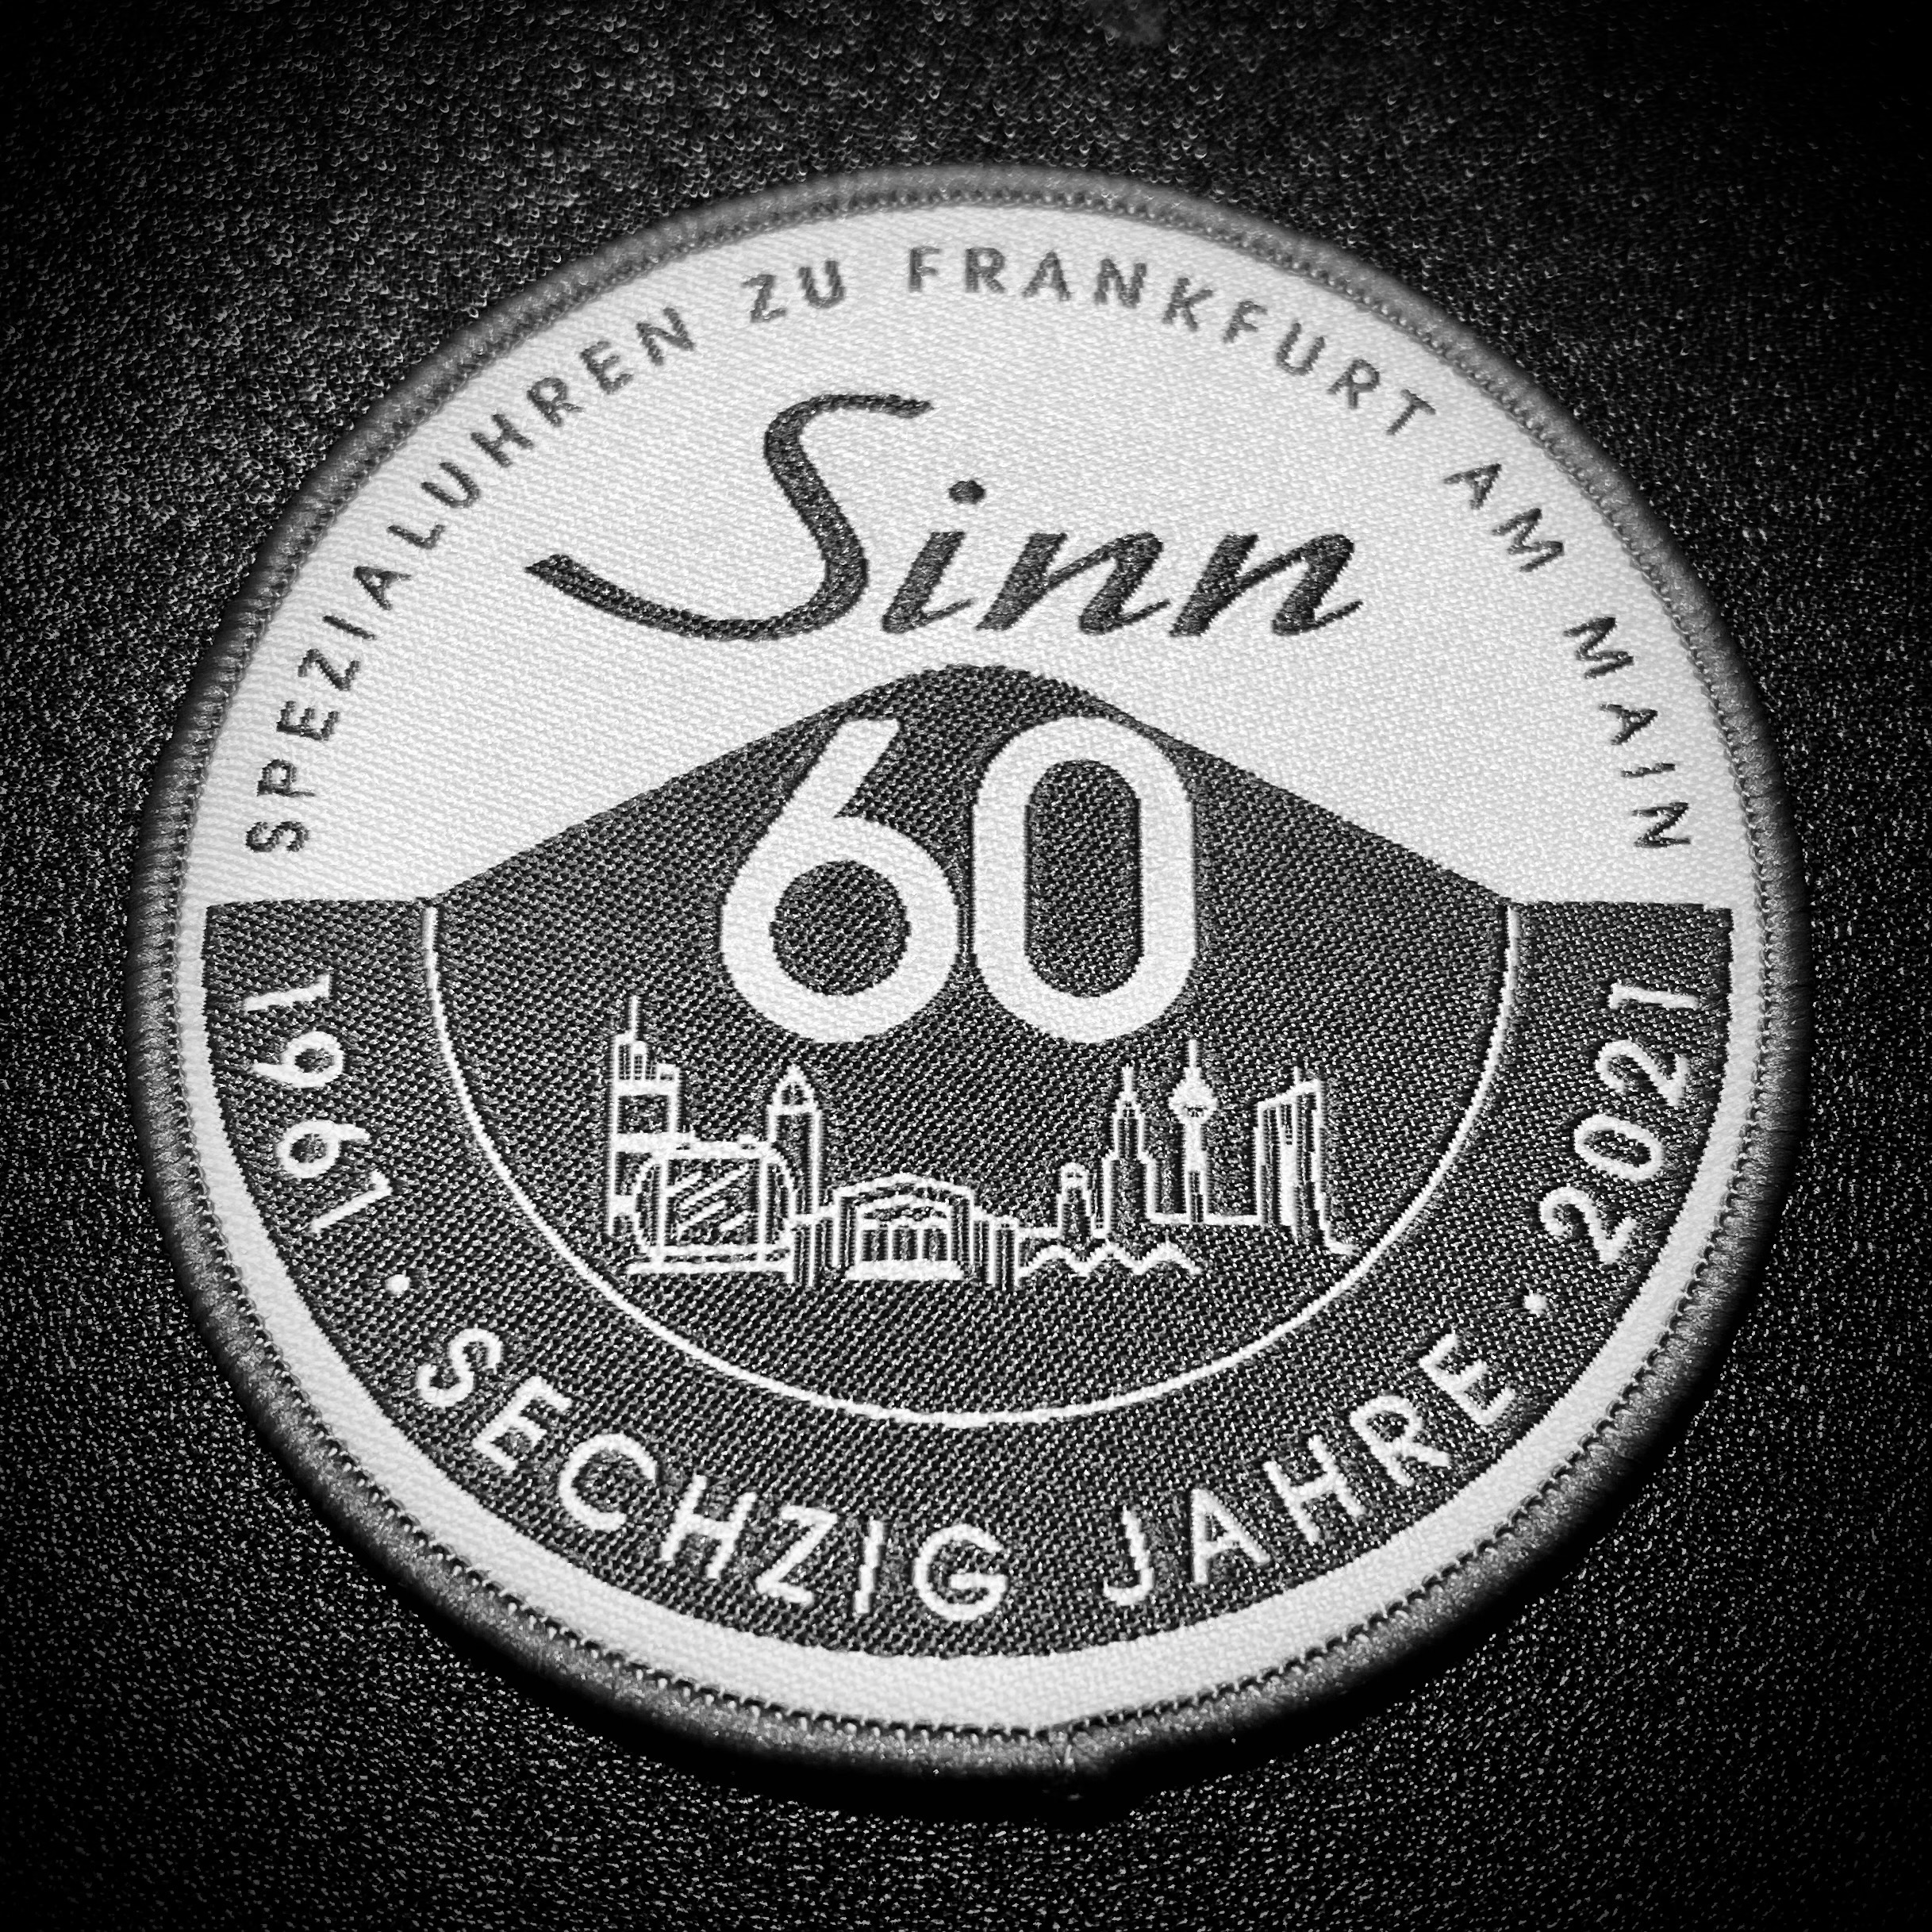 SPEZIALUHREN ZU FRANKFURT AM MAIN
Sinn
60
1961 · SECHZIG JAHRE · 2021